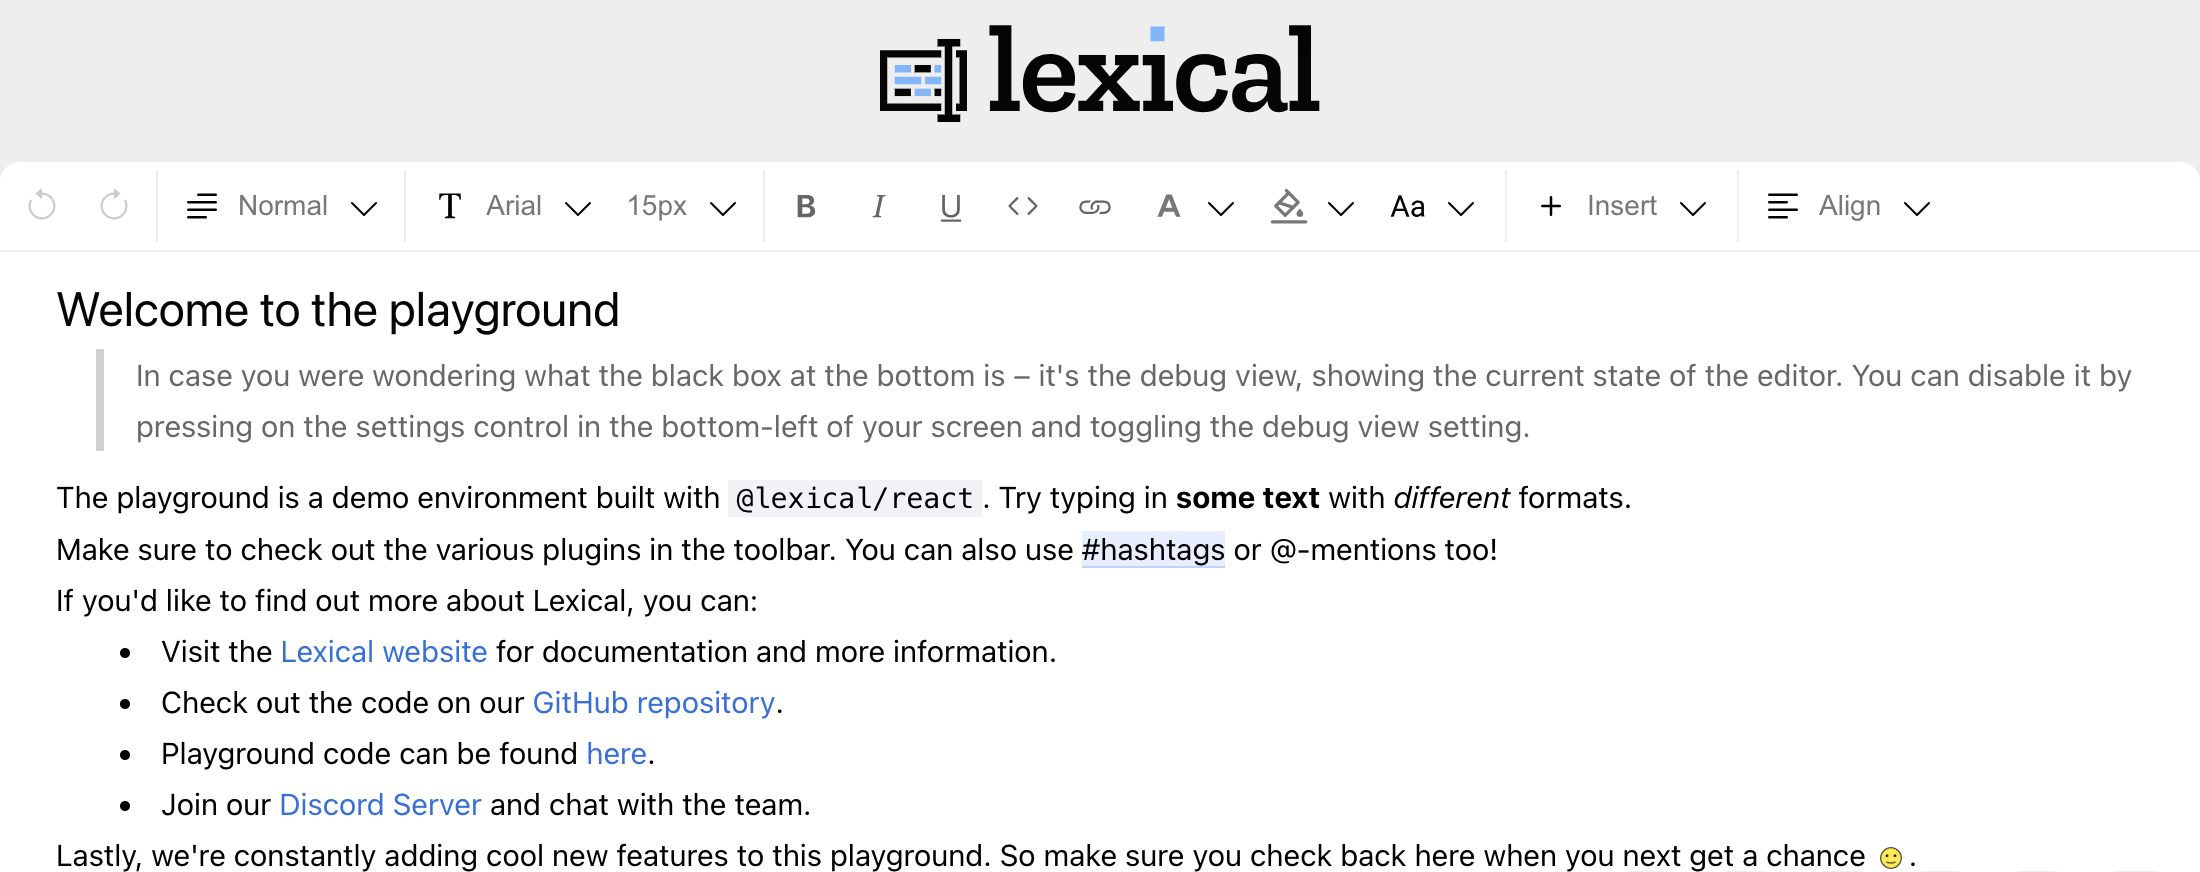 lexical
Normal Arial 15px B I U <> A Aa + Insert Align
Welcome to the playground
In case you were wondering what the black box at the bottom is – it's the debug view, showing the current state of the editor. You can disable it by
pressing on the settings control in the bottom-left of your screen and toggling the debug view setting.
The playground is a demo environment built with @lexical/react. Try typing in some text with different formats.
Make sure to check out the various plugins in the toolbar. You can also use #hashtags or @-mentions too!
If you'd like to find out more about Lexical, you can:
• Visit the Lexical website for documentation and more information.
• Check out the code on our GitHub repository.
• Playground code can be found here.
• Join our Discord Server and chat with the team.
Lastly, we're constantly adding cool new features to this playground. So make sure you check back here when you next get a chance 🙂.